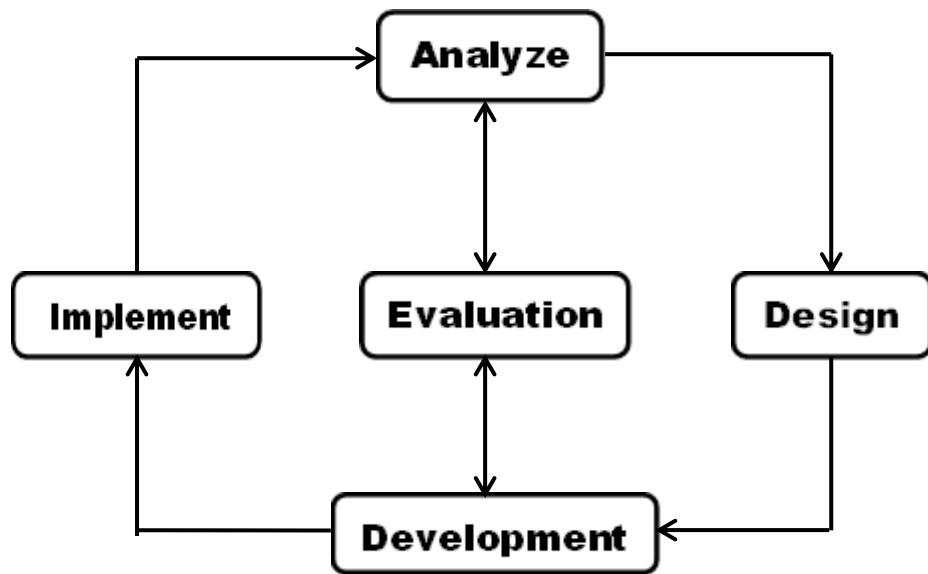 Analyze
Implement
Evaluation
Design
Development